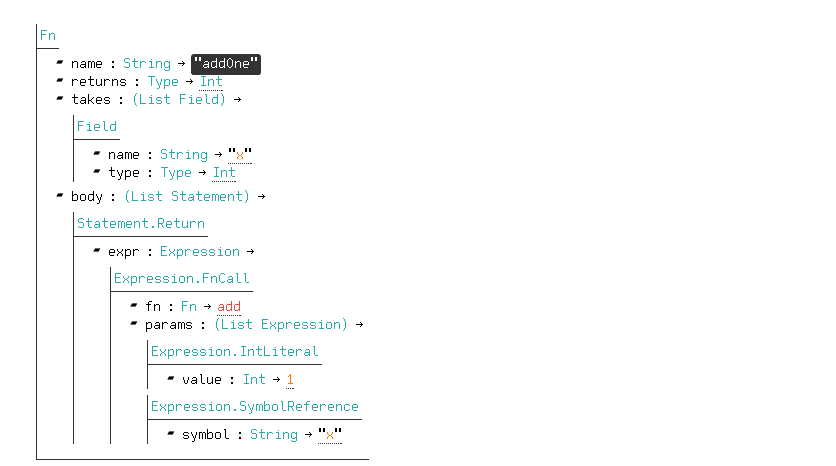 Fn
name : String → "addOne"
returns : Type → Int
takes : (List Field) →
Field
name : String → "x"
type : Type → Int
body : (List Statement) →
Statement.Return
expr : Expression →
Expression.FnCall
fn : Fn → add
params : (List Expression) →
Expression.IntLiteral
value : Int → 1
Expression.SymbolReference
symbol : String → "x"